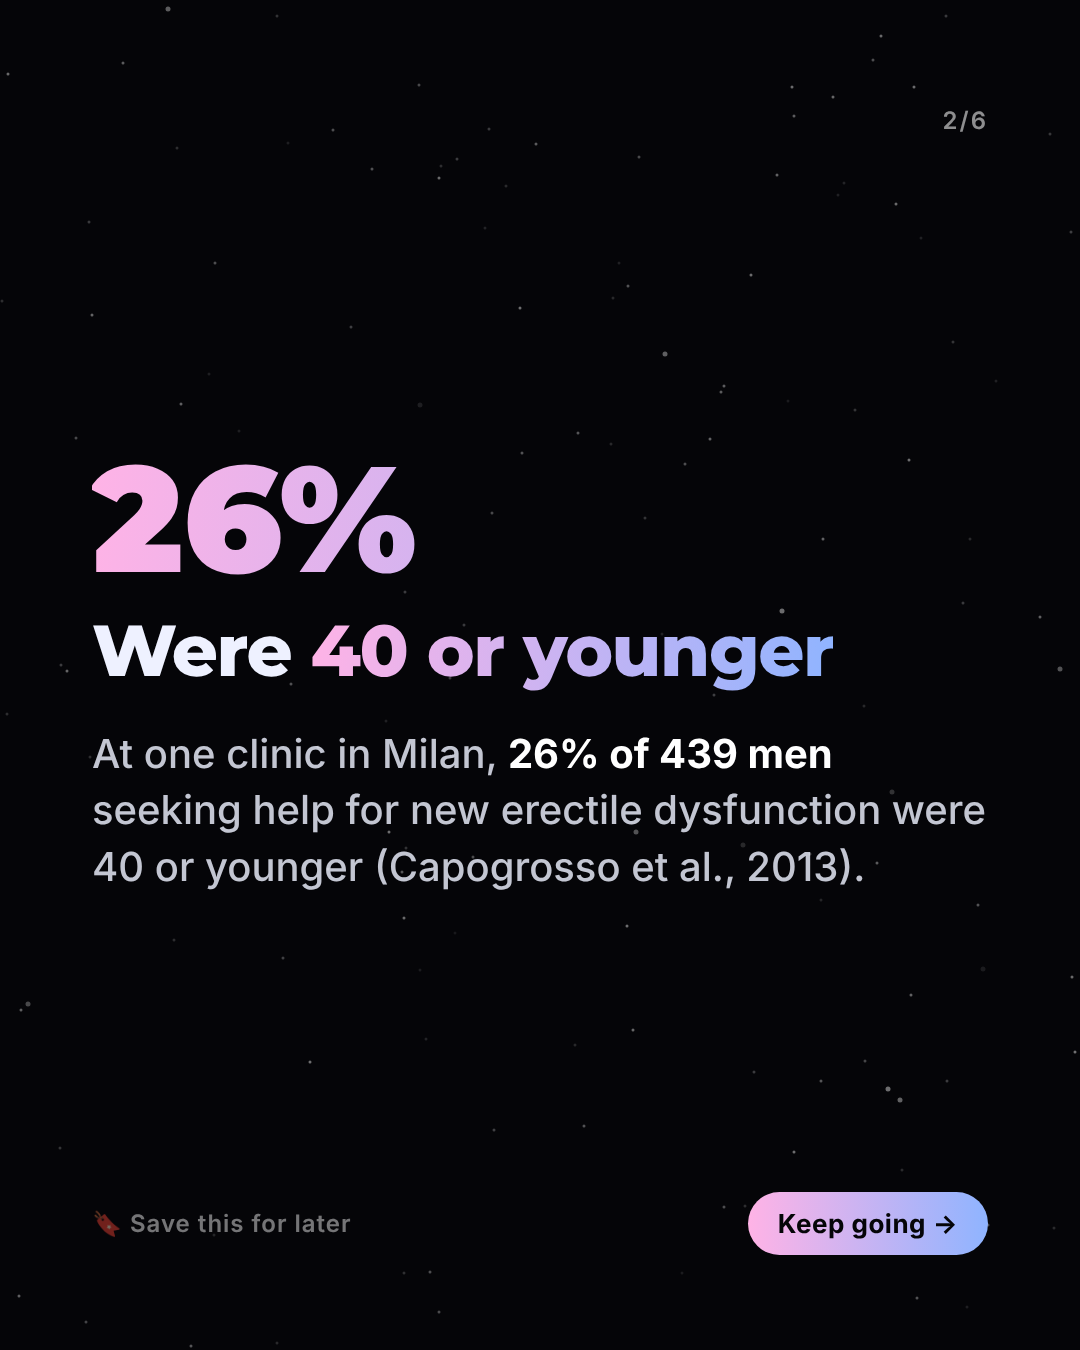 2/6
26%
Were 40 or younger
At one clinic in Milan, 26% of 439 men
seeking help for new erectile dysfunction were
40 or younger (Capogrosso et al., 2013).
🔖 Save this for later
Keep going →